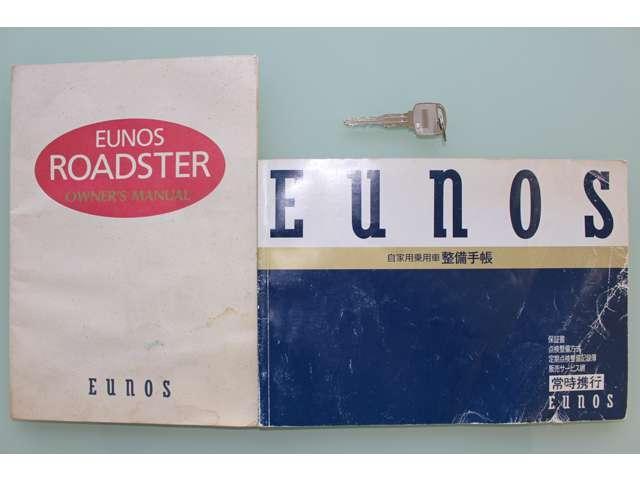 EUNOS
ROADSTER
OWNER'S MANUAL
EUNOS
EUNOS
自家用乗用車 整備手帳
保証書
点検整備方式
定期点検整備記録簿
販売サービス網
常時携行
EUNOS